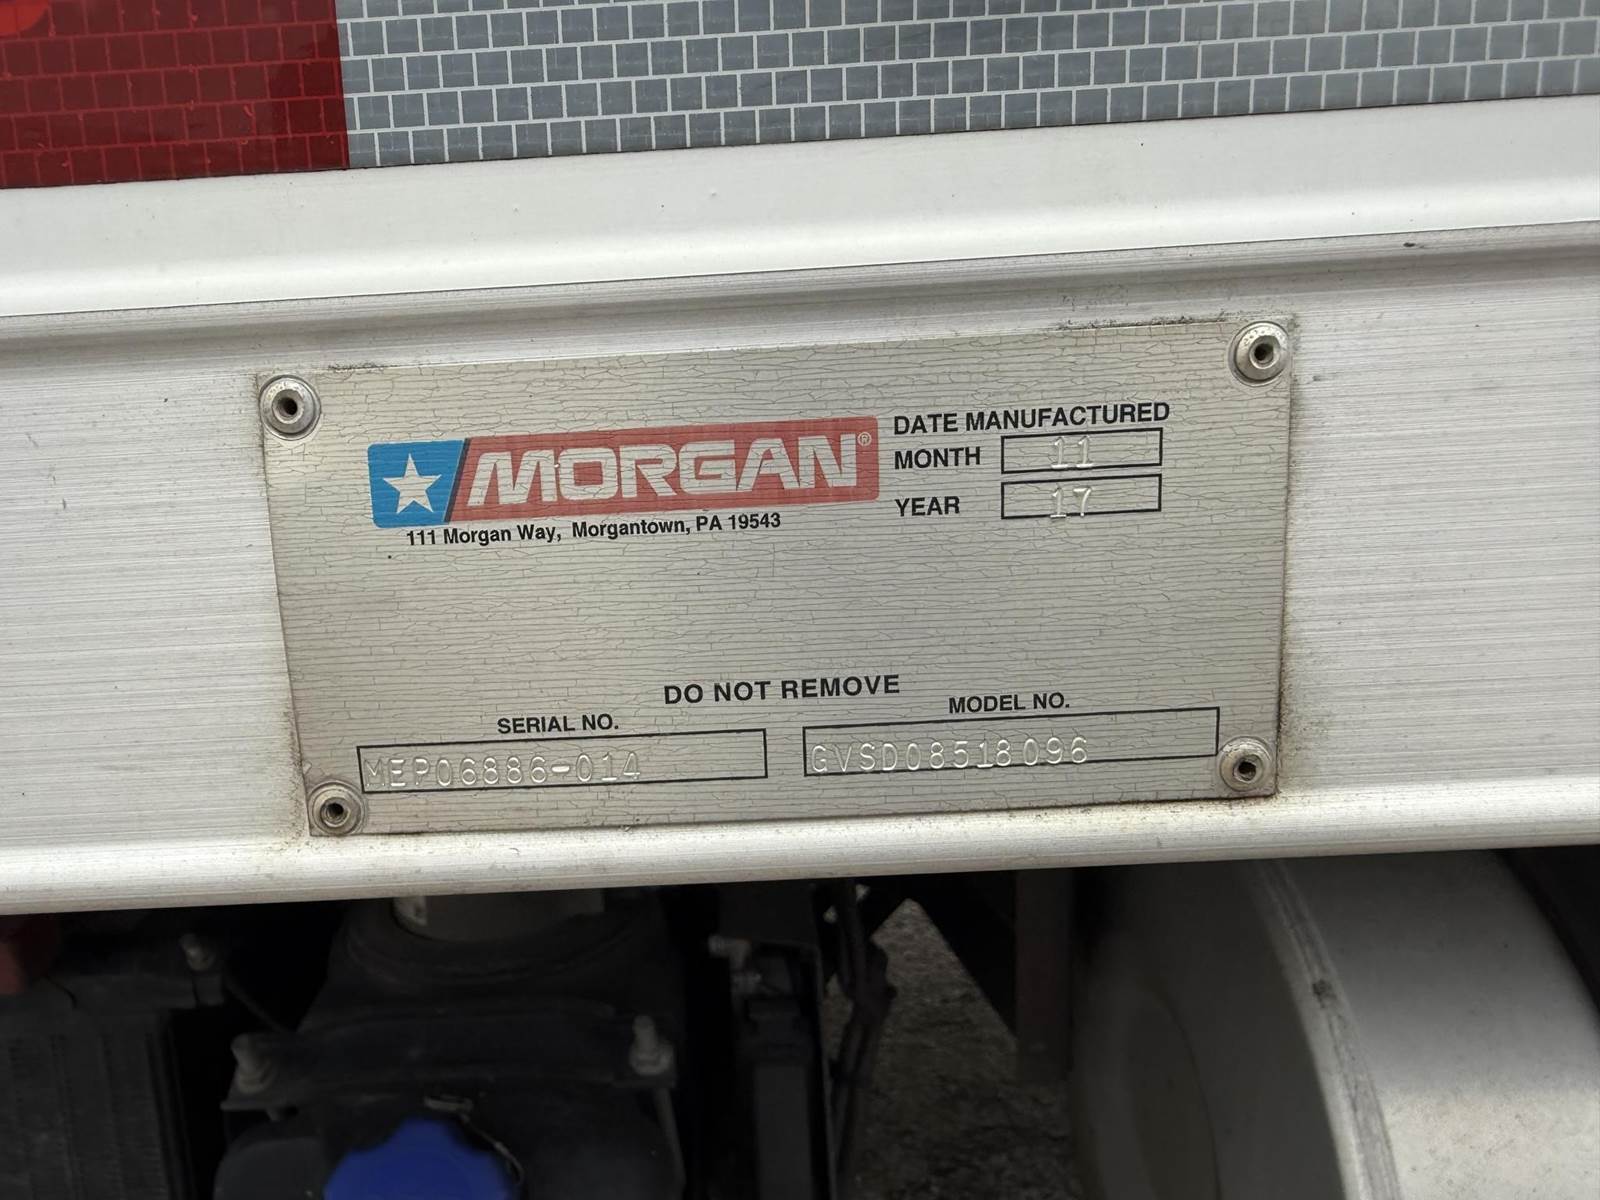 MORGAN®
111 Morgan Way, Morgantown, PA 19543
DATE MANUFACTURED
MONTH 11
YEAR 17
DO NOT REMOVE
SERIAL NO.
MEP06886-014
MODEL NO.
GVSD08518096